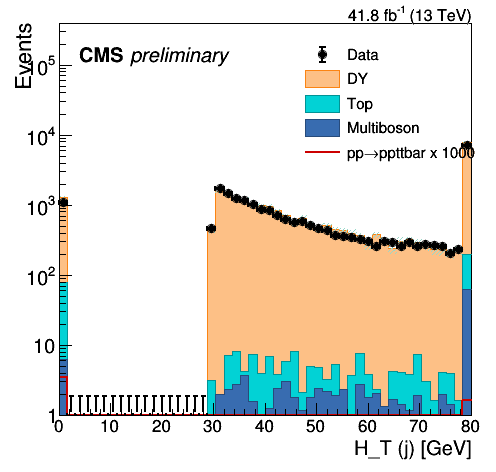 41.8 fb-1 (13 TeV)
Events
CMS preliminary
Data
DY
Top
Multiboson
pp→ppttbar x 1000
10^5
10^4
10^3
10^2
10
1
0 10 20 30 40 50 60 70 80
H_T (j) [GeV]